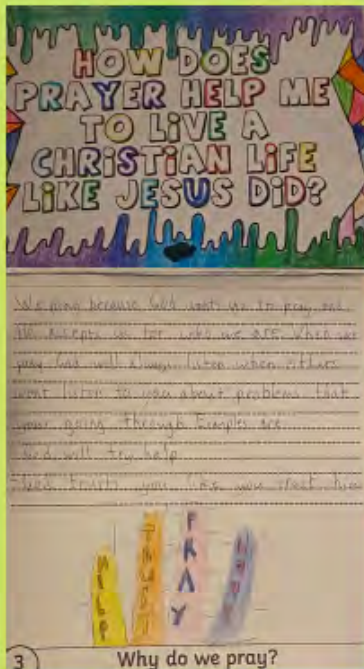 HOW DOES
PRAYER HELP ME
TO LIVE A
CHRISTIAN LIFE
LIKE JESUS DID?
We pray because God wants us to pray and
He accepts us for who we are. When we
pray God will always listen when others
wont listen to you about problems that
your going through Examples are
God will try help
God trusts you like you trust him
HELP
TRUST
PRAY
3
Why do we pray?